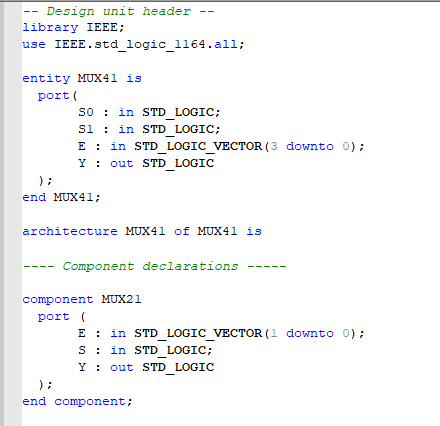 -- Design unit header --
library IEEE;
use IEEE.std_logic_1164.all;
entity MUX41 is
port(
S0 : in STD_LOGIC;
S1 : in STD_LOGIC;
E : in STD_LOGIC_VECTOR(3 downto 0);
Y : out STD_LOGIC
);
end MUX41;
architecture MUX41 of MUX41 is
---- Component declarations -----
component MUX21
port (
E : in STD_LOGIC_VECTOR(1 downto 0);
S : in STD_LOGIC;
Y : out STD_LOGIC
);
end component;